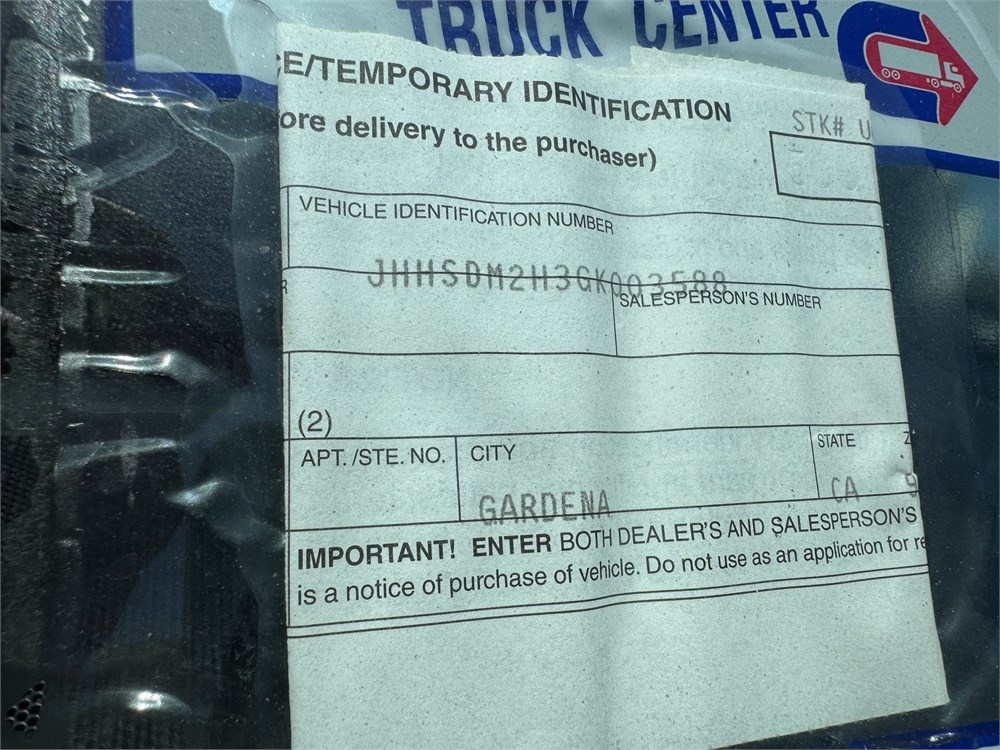 TRUCK CENTER
E/TEMPORARY IDENTIFICATION
ore delivery to the purchaser)
STK# U
VEHICLE IDENTIFICATION NUMBER
JHHSDM2H3GK003588
R
SALESPERSON'S NUMBER
(2)
APT. /STE. NO.
CITY
STATE
Z
GARDENA
CA
9
IMPORTANT! ENTER BOTH DEALER'S AND SALESPERSON'S
is a notice of purchase of vehicle. Do not use as an application for re